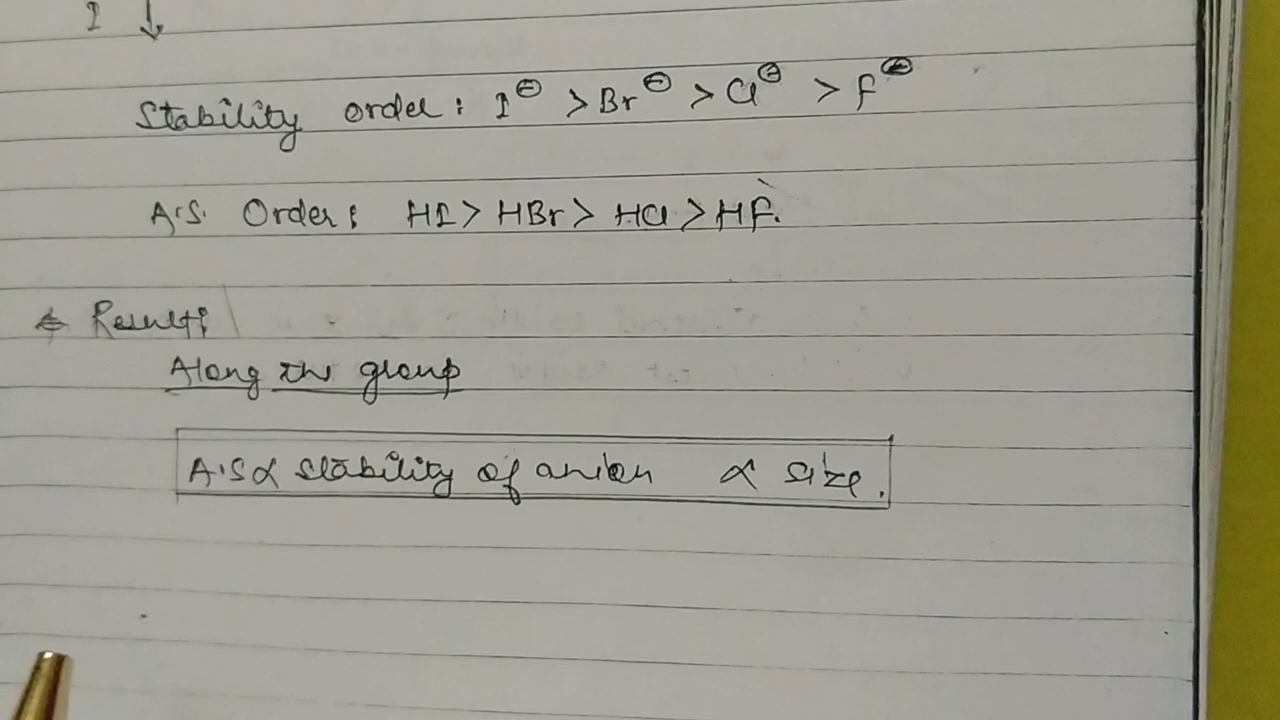 I ↓
Stability order : I⊖ > Br⊖ > Cl⊖ > F⊖
A.S. Order : HI > HBr > HCl > HF.
Result :
Along the group
A.S ∝ stability of anion ∝ size.